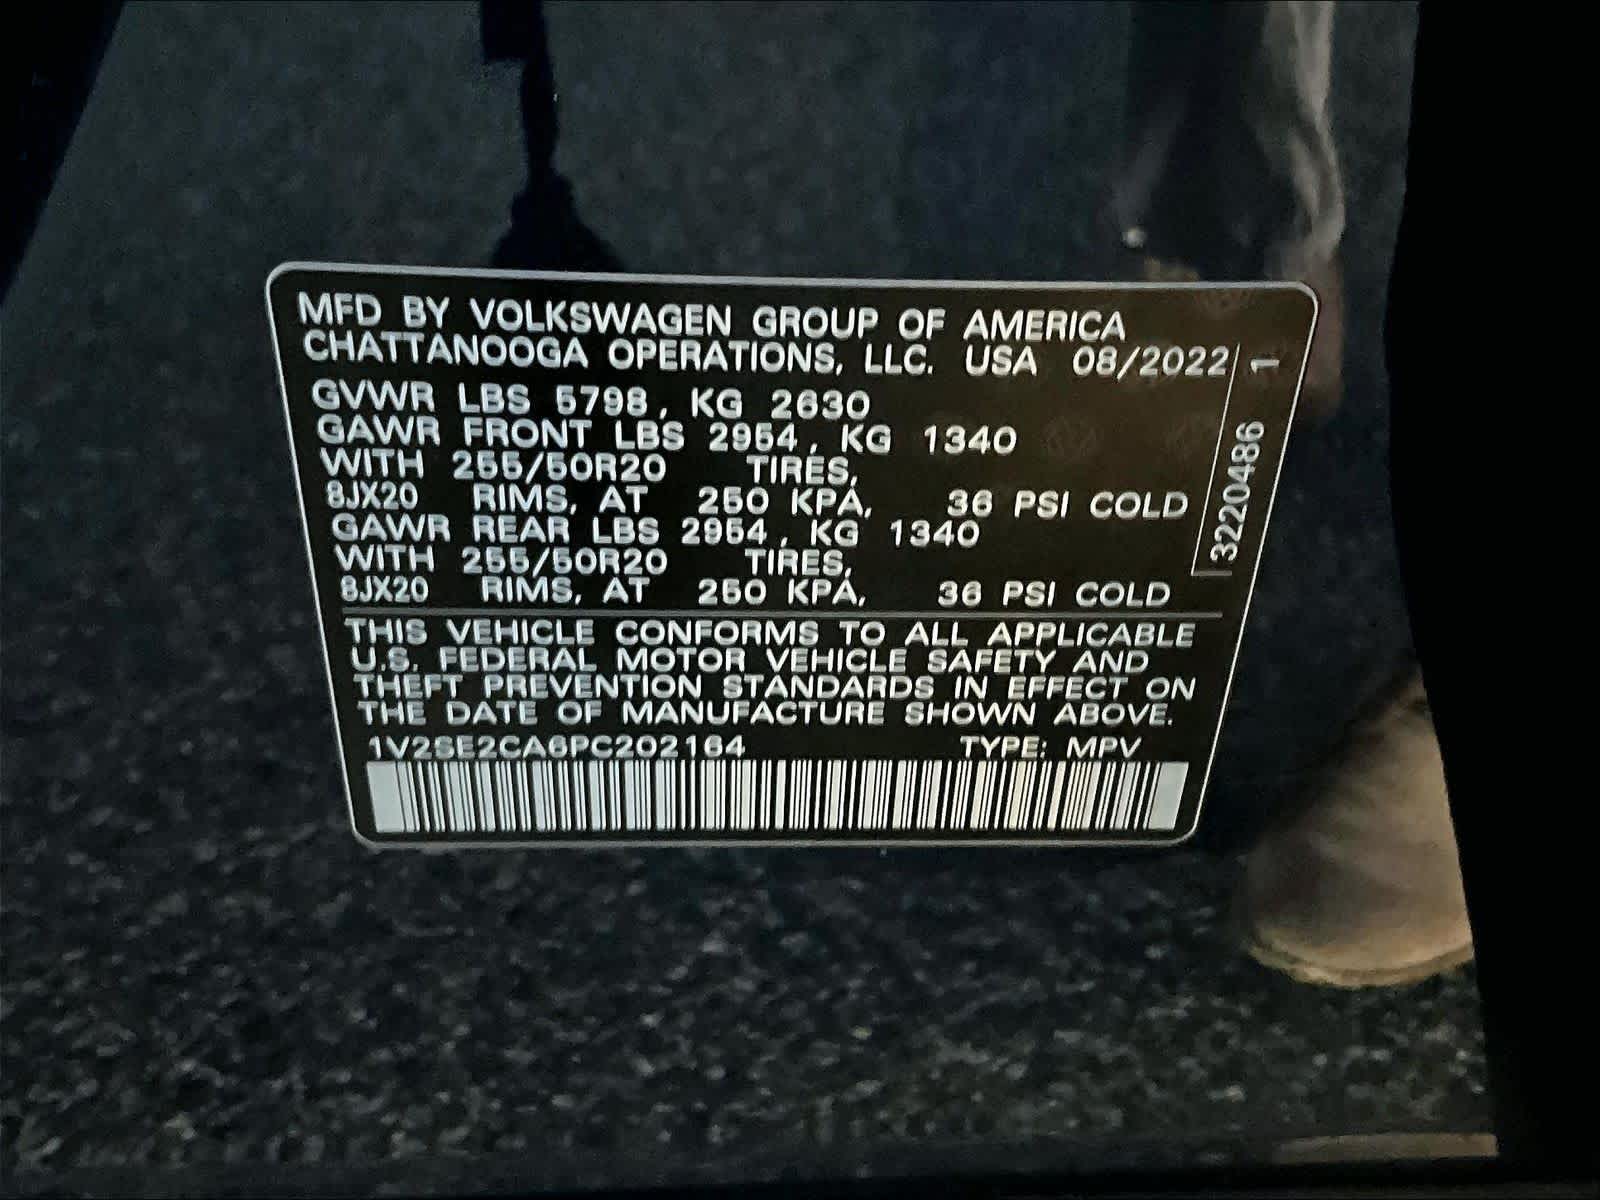 MFD BY VOLKSWAGEN GROUP OF AMERICA
CHATTANOOGA OPERATIONS, LLC. USA 08/2022
GVWR LBS 5798, KG 2630
GAWR FRONT LBS 2954, KG 1340
WITH 255/50R20 TIRES,
8JX20 RIMS, AT 250 KPA, 36 PSI COLD
GAWR REAR LBS 2954, KG 1340
WITH 255/50R20 TIRES,
8JX20 RIMS, AT 250 KPA, 36 PSI COLD
THIS VEHICLE CONFORMS TO ALL APPLICABLE
U.S. FEDERAL MOTOR VEHICLE SAFETY AND
THEFT PREVENTION STANDARDS IN EFFECT ON
THE DATE OF MANUFACTURE SHOWN ABOVE.
1V2SE2CA6PC202164 TYPE: MPV
3220486 1